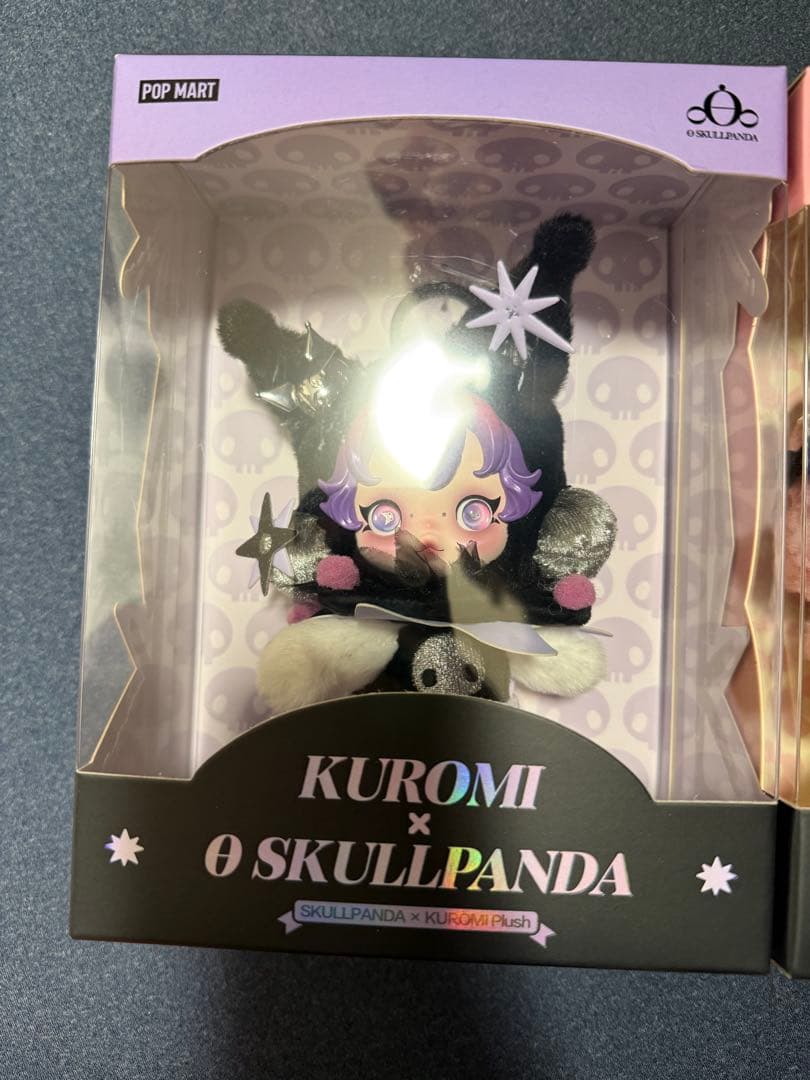 POP MART
Ө SKULLPANDA
KUROMI
×
Ө SKULLPANDA
SKULLPANDA × KUROMI Plush